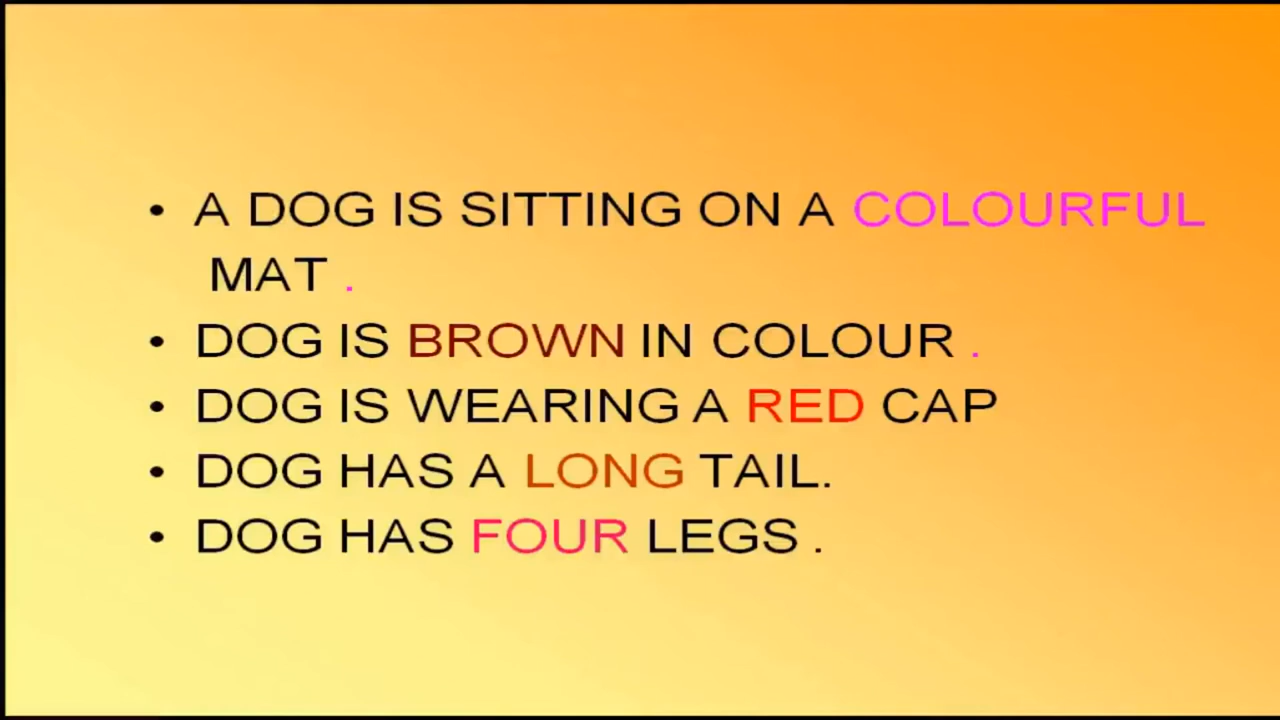 • A DOG IS SITTING ON A COLOURFUL
MAT .
• DOG IS BROWN IN COLOUR .
• DOG IS WEARING A RED CAP
• DOG HAS A LONG TAIL.
• DOG HAS FOUR LEGS .